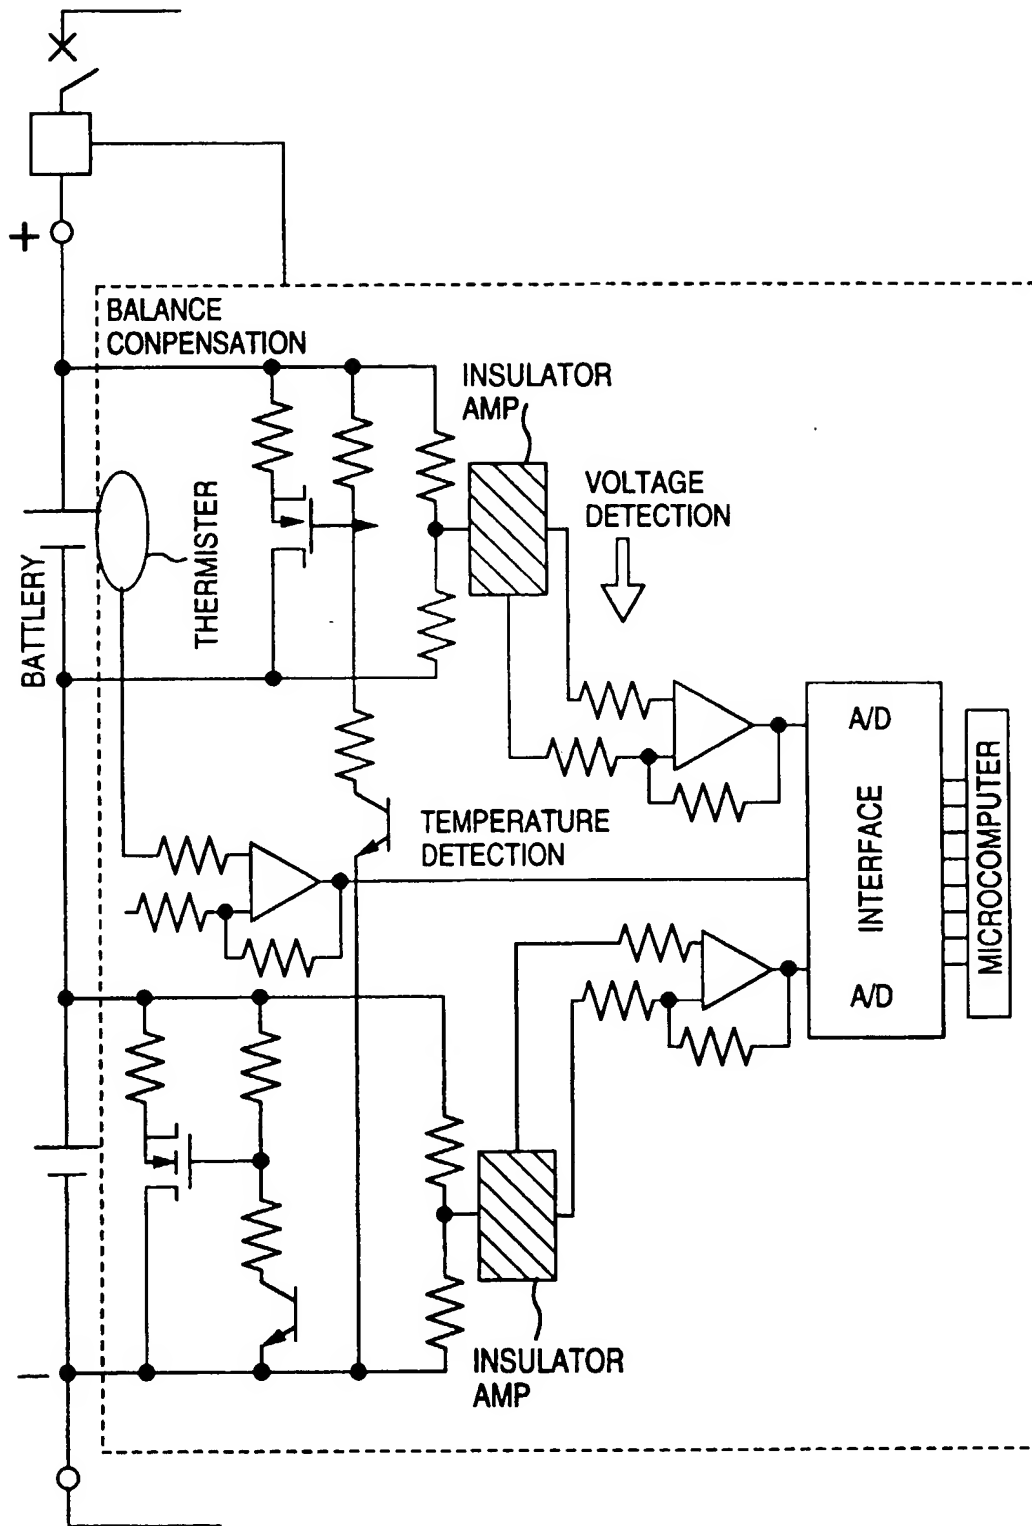 +
BALANCE
CONPENSATION
INSULATOR
AMP
VOLTAGE
DETECTION
THERMISTER
BATTLERY
A/D
INTERFACE
A/D
MICROCOMPUTER
TEMPERATURE
DETECTION
−
INSULATOR
AMP